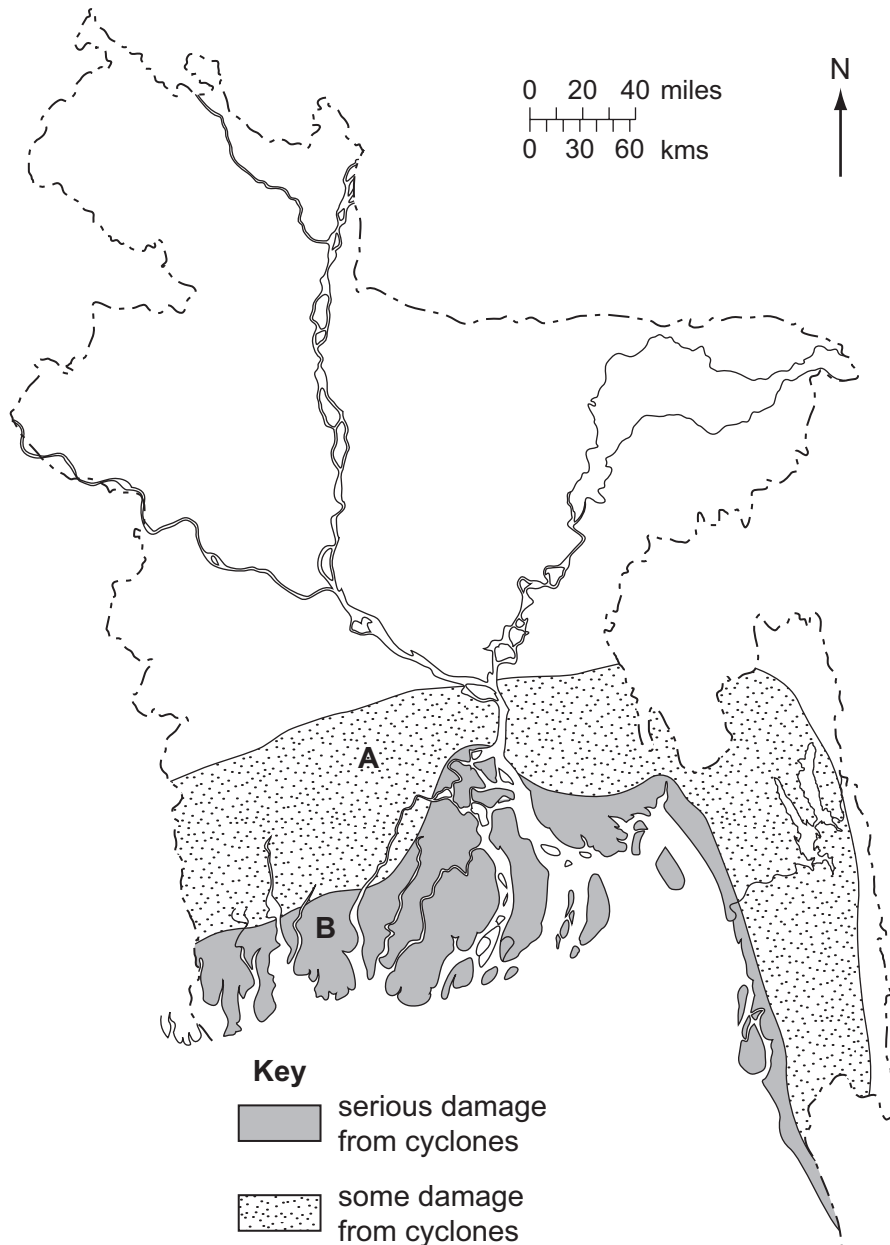 N
0 20 40 miles
0 30 60 kms
A
B
Key
serious damage
from cyclones
some damage
from cyclones